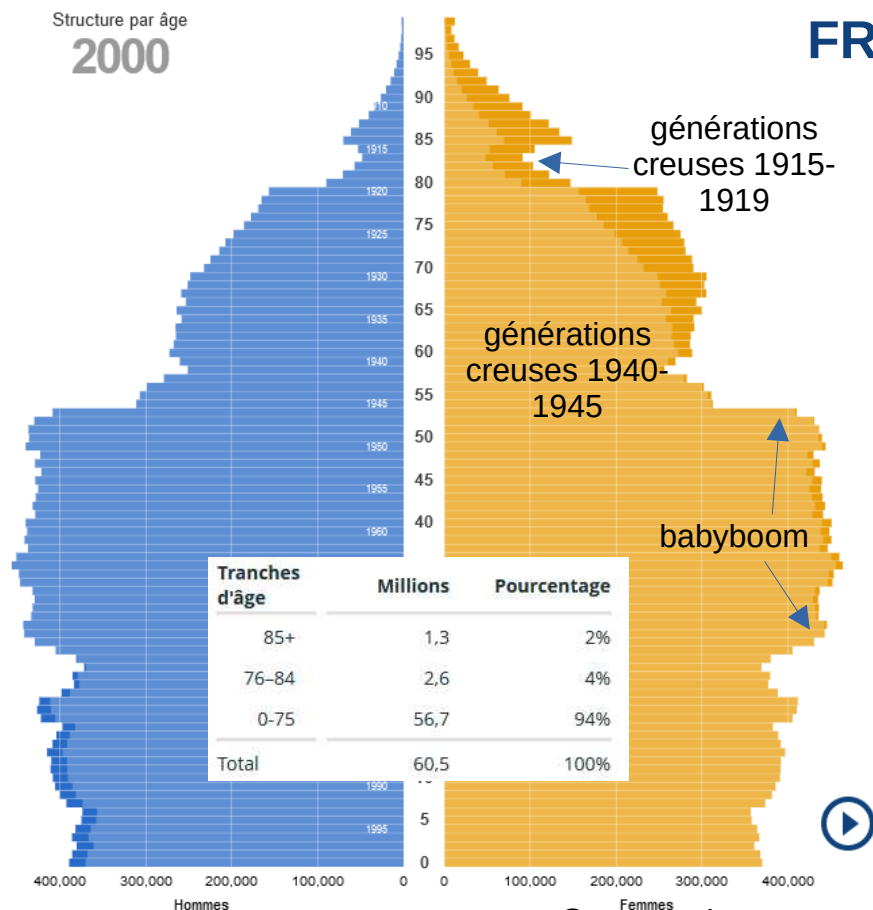 Structure par âge
2000
FR
95
90
85
80
75
70
65
60
55
50
45
40
5
0
1915
1920
1925
1930
1935
1940
1945
1950
1955
1960
1990
1995
générations
creuses 1915-
1919
générations
creuses 1940-
1945
babyboom
Tranches d'âge Millions Pourcentage
85+ 1,3 2%
76–84 2,6 4%
0-75 56,7 94%
Total 60,5 100%
400,000 300,000 200,000 100,000 0 0 100,000 200,000 300,000 400,000
Hommes Femmes